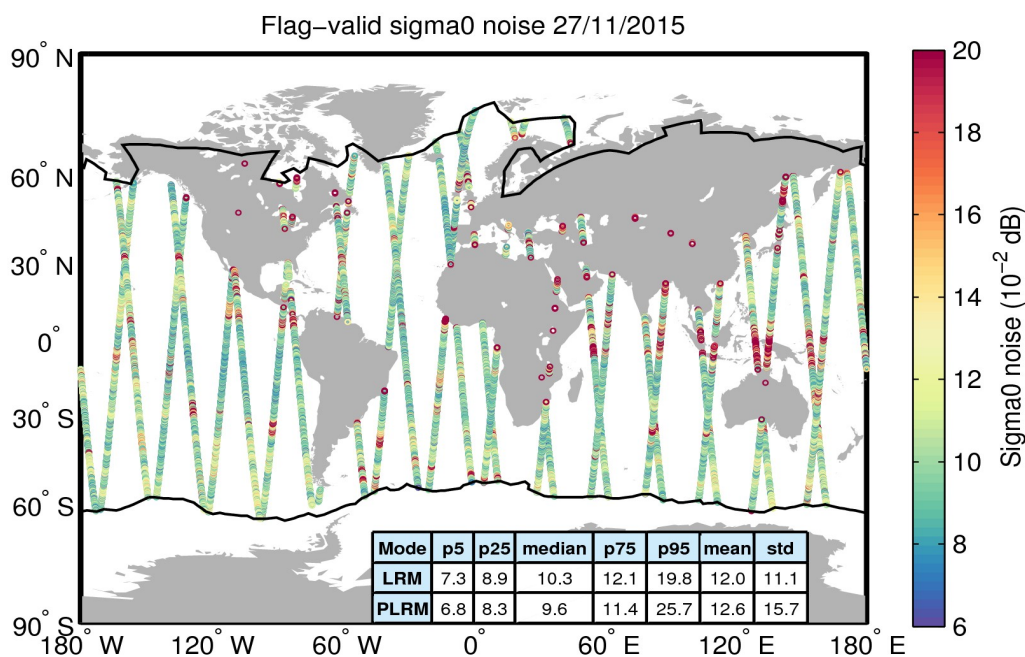 Flag−valid sigma0 noise 27/11/2015
90° N
60° N
30° N
0°
30° S
60° S
90° S
180° W
120° W
60° W
0°
60° E
120° E
180° E
20
18
16
14
12
10
8
6
Sigma0 noise (10⁻² dB)
Mode p5 p25 median p75 p95 mean std
LRM 7.3 8.9 10.3 12.1 19.8 12.0 11.1
PLRM 6.8 8.3 9.6 11.4 25.7 12.6 15.7